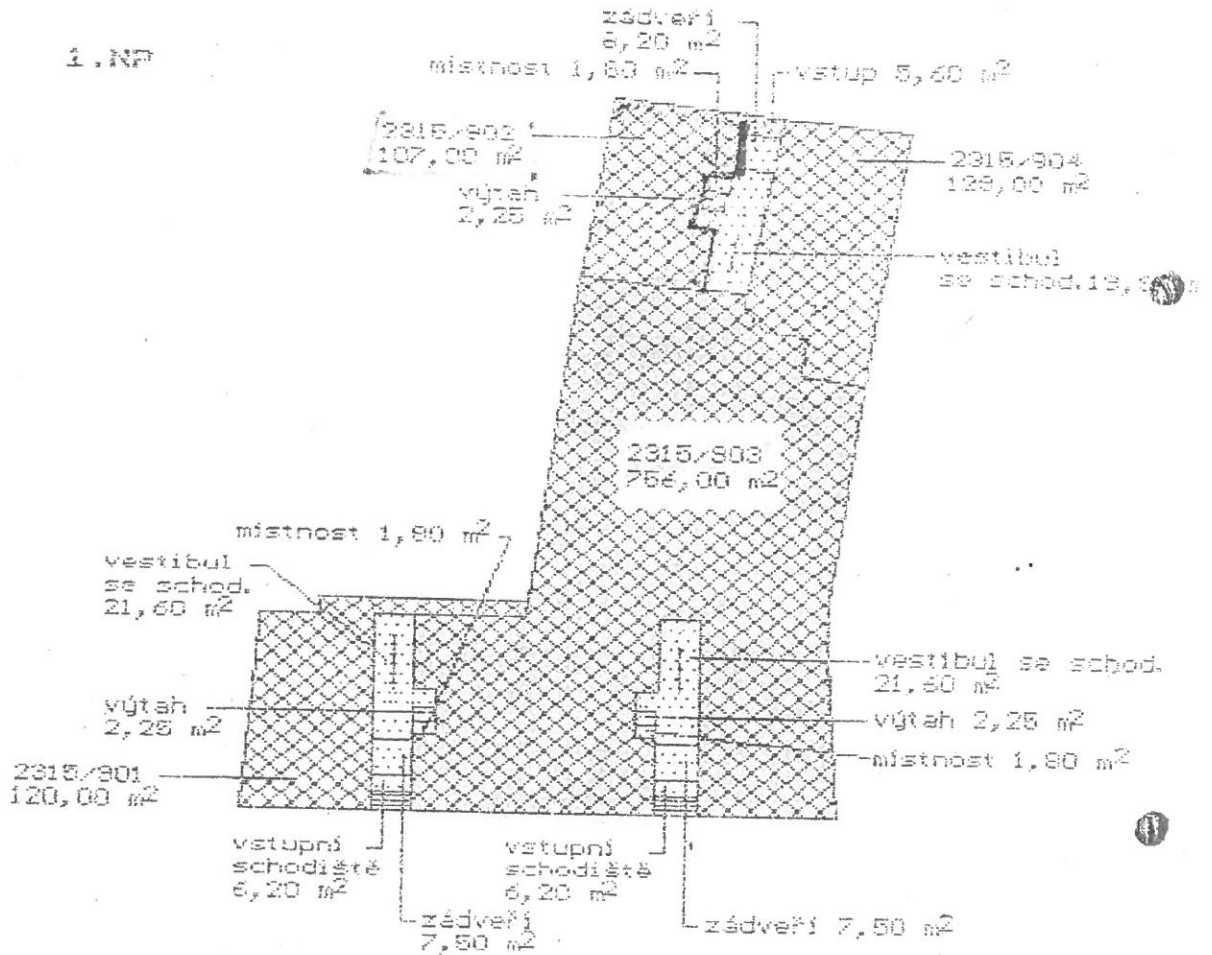 1.NP
zádveří
6,20 m²
místnost 1,80 m²
vstup 5,60 m²
2315/902
107,00 m²
2315/904
128,00 m²
výtah
2,25 m²
vestibul
se schod.
2315/903
756,00 m²
místnost 1,80 m²
vestibul
se schod.
21,60 m²
vestibul se schod.
21,60 m²
výtah
2,25 m²
výtah 2,25 m²
místnost 1,80 m²
2315/901
120,00 m²
vstupní
schodiště
6,20 m²
vstupní
schodiště
6,20 m²
zádveří
7,50 m²
zádveří 7,50 m²